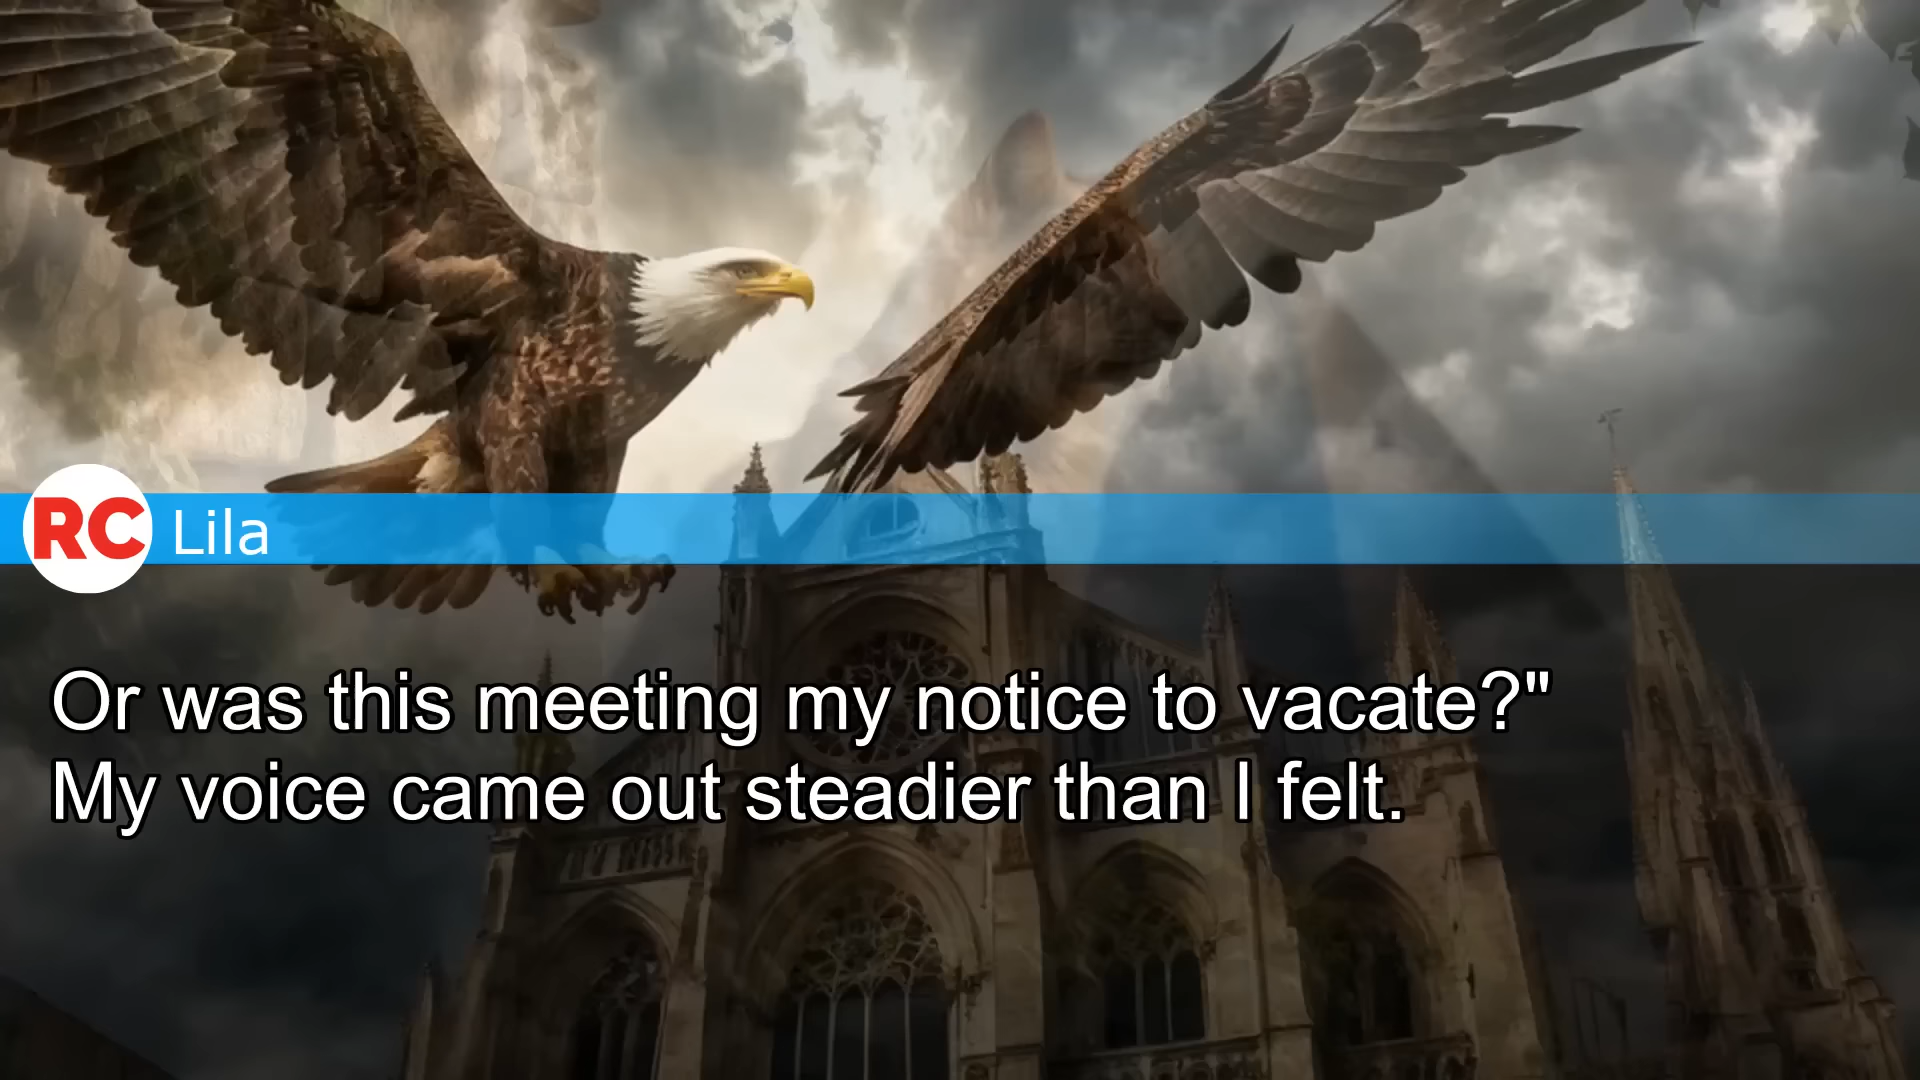 RC Lila
Or was this meeting my notice to vacate?"
My voice came out steadier than I felt.